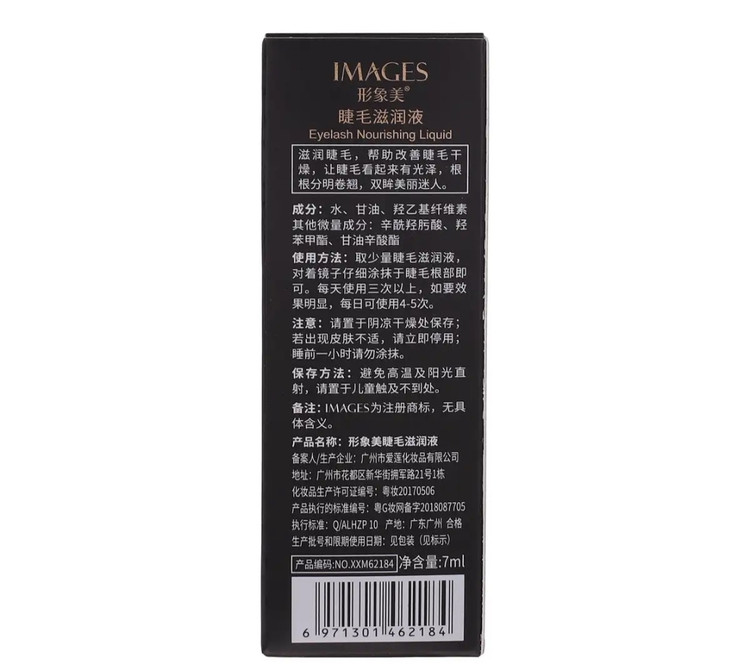 IMAGES
形象美®
睫毛滋润液
Eyelash Nourishing Liquid
滋润睫毛，帮助改善睫毛干
燥，让睫毛看起来有光泽，根
根分明卷翘，双眸美丽迷人。
成分：水、甘油、羟乙基纤维素
其他微量成分：辛酰羟肟酸、羟
苯甲酯、甘油辛酸酯
使用方法：取少量睫毛滋润液，
对着镜子仔细涂抹于睫毛根部即
可。每天使用三次以上，如要效
果明显，每日可使用4-5次。
注意：请置于阴凉干燥处保存；
若出现皮肤不适，请立即停用；
睡前一小时请勿涂抹。
保存方法：避免高温及阳光直
射，请置于儿童触及不到处。
备注：IMAGES为注册商标，无具
体含义。
产品名称：形象美睫毛滋润液
备案人/生产企业：广州市爱莲化妆品有限公司
地址：广州市花都区新华街拥军路21号1栋
化妆品生产许可证编号：粤妆20170506
产品执行的标准编号：粤G妆网备字2018087705
执行标准：Q/ALHZP 10 产地：广东广州 合格
生产批号和限期使用日期：见包装（见标示）
产品编码:NO.XXM62184 净含量:7ml
6 971301 462184